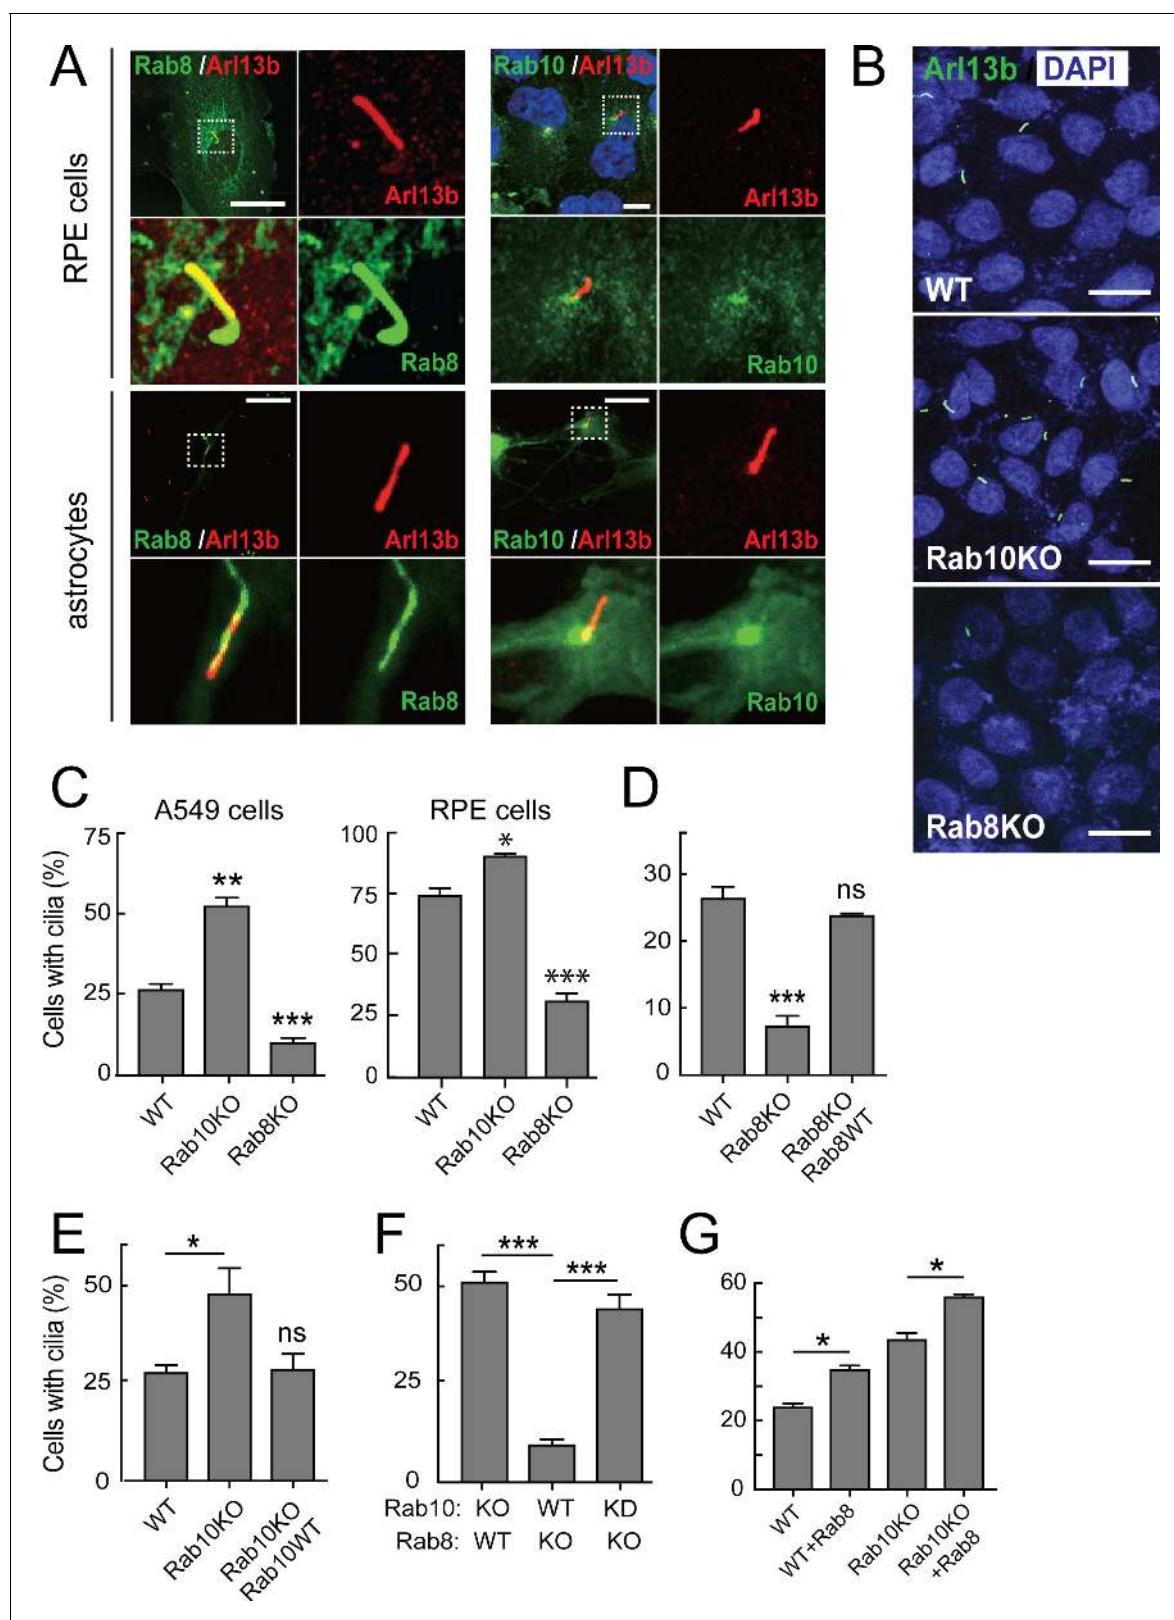 A
B
Rab8 /Arl13b
Arl13b
Rab10 /Arl13b
Arl13b
Rab8
Rab10
RPE cells
Rab8 /Arl13b
Arl13b
Rab10 /Arl13b
Arl13b
Rab8
Rab10
astrocytes
Arl13b / DAPI
WT
Rab10KO
Rab8KO
C
A549 cells
Cells with cilia (%)
75
50
25
0
**
***
WT
Rab10KO
Rab8KO
RPE cells
100
75
50
25
0
*
***
WT
Rab10KO
Rab8KO
D
30
20
10
0
***
ns
WT
Rab8KO
Rab8KO
Rab8WT
E
Cells with cilia (%)
50
25
0
*
ns
WT
Rab10KO
Rab10KO
Rab10WT
F
50
25
0
***
***
Rab10: KO WT KD
Rab8: WT KO KO
G
60
40
20
0
*
*
WT
WT+Rab8
Rab10KO
Rab10KO
+Rab8